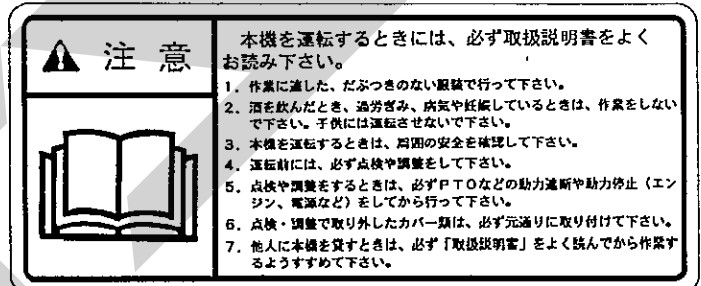 注意
本機を運転するときには、必ず取扱説明書をよく
お読み下さい。
1. 作業に適した、だぶつきのない服装で行って下さい。
2. 酒を飲んだとき、過労ぎみ、病気や妊娠しているときは、作業をしない
で下さい。子供には運転させないで下さい。
3. 本機を運転するときは、周囲の安全を確認して下さい。
4. 運転前には、必ず点検や調整をして下さい。
5. 点検や調整をするときは、必ずPTOなどの動力遮断や動力停止（エン
ジン、電源など）をしてから行って下さい。
6. 点検・調整で取り外したカバー類は、必ず元通りに取り付けて下さい。
7. 他人に本機を貸すときは、必ず「取扱説明書」をよく読んでから作業す
るようすすめて下さい。